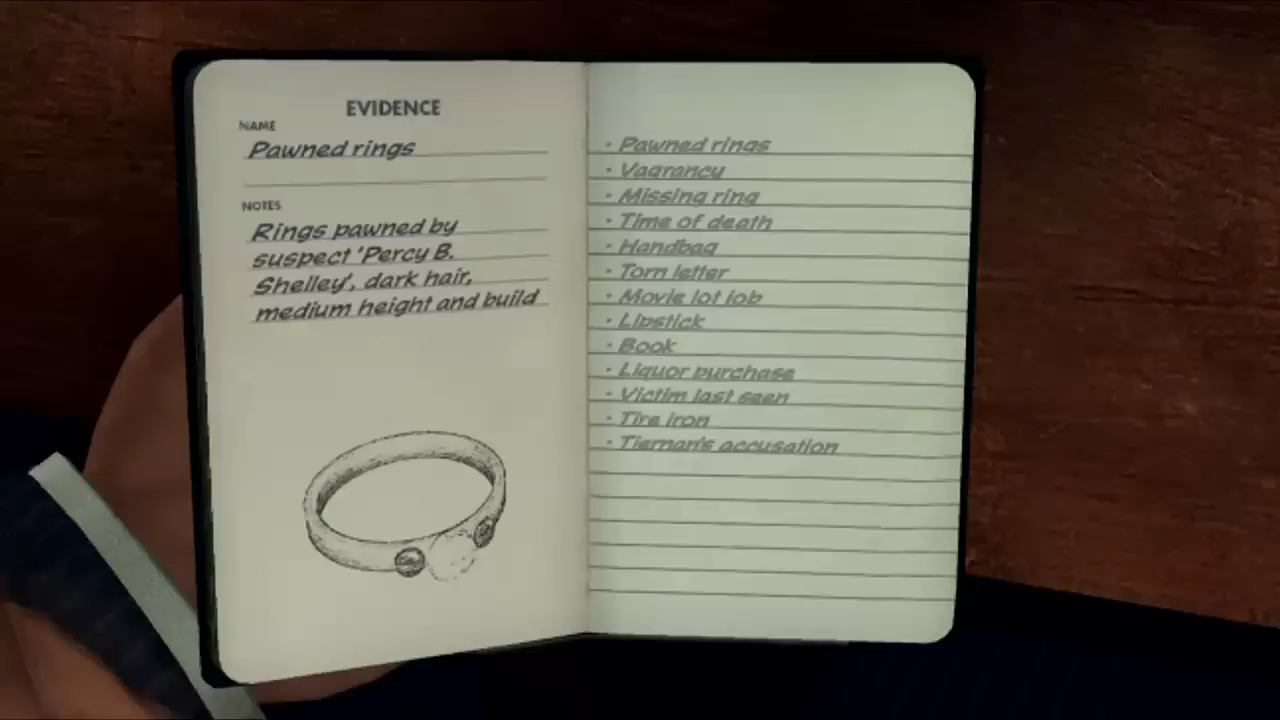 EVIDENCE
NAME
Pawned rings
NOTES
Rings pawned by
suspect 'Percy B.
Shelley', dark hair,
medium height and build
• Pawned rings
• Vagrancy
• Missing ring
• Time of death
• Handbag
• Torn letter
• Movie lot job
• Lipstick
• Book
• Liquor purchase
• Victim last seen
• Tire iron
• Tiernan's accusation